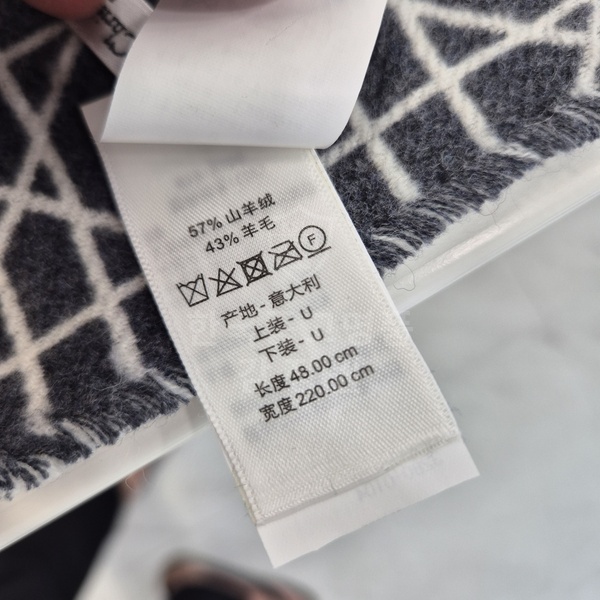 57% 山羊绒
43% 羊毛
F
产地 - 意大利
上装 - U
下装 - U
长度 48.00 cm
宽度 220.00 cm